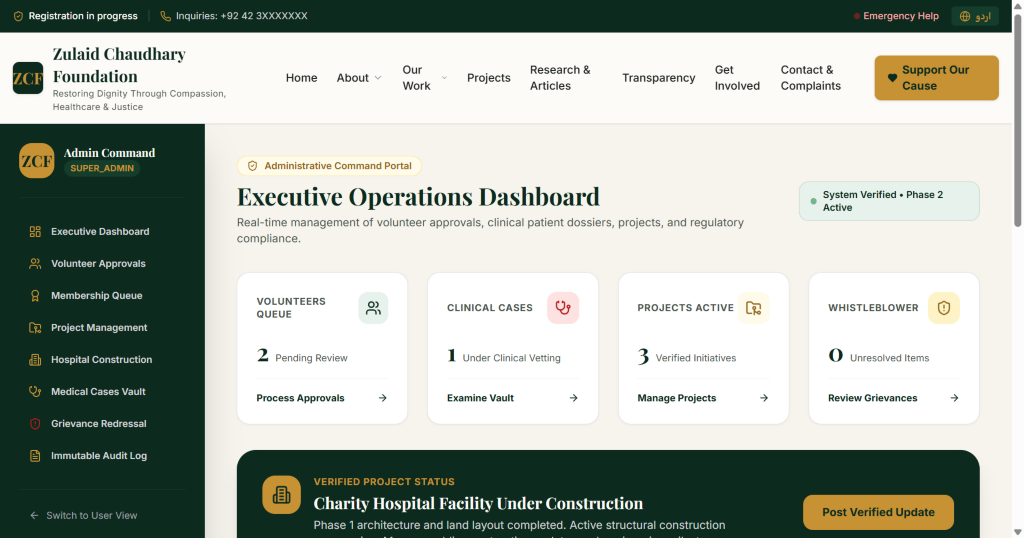 Registration in progress
Inquiries: +92 42 3XXXXXXX
Emergency Help
اردو
ZCF
Zulaid Chaudhary
Foundation
Restoring Dignity Through Compassion,
Healthcare & Justice
Home
About
Our
Work
Projects
Research &
Articles
Transparency
Get
Involved
Contact &
Complaints
Support Our
Cause
ZCF
Admin Command
SUPER_ADMIN
Executive Dashboard
Volunteer Approvals
Membership Queue
Project Management
Hospital Construction
Medical Cases Vault
Grievance Redressal
Immutable Audit Log
Switch to User View
Administrative Command Portal
Executive Operations Dashboard
Real-time management of volunteer approvals, clinical patient dossiers, projects, and regulatory
compliance.
System Verified • Phase 2
Active
VOLUNTEERS
QUEUE
2 Pending Review
Process Approvals
CLINICAL CASES
1 Under Clinical Vetting
Examine Vault
PROJECTS ACTIVE
3 Verified Initiatives
Manage Projects
WHISTLEBLOWER
0 Unresolved Items
Review Grievances
VERIFIED PROJECT STATUS
Charity Hospital Facility Under Construction
Phase 1 architecture and land layout completed. Active structural construction
Post Verified Update